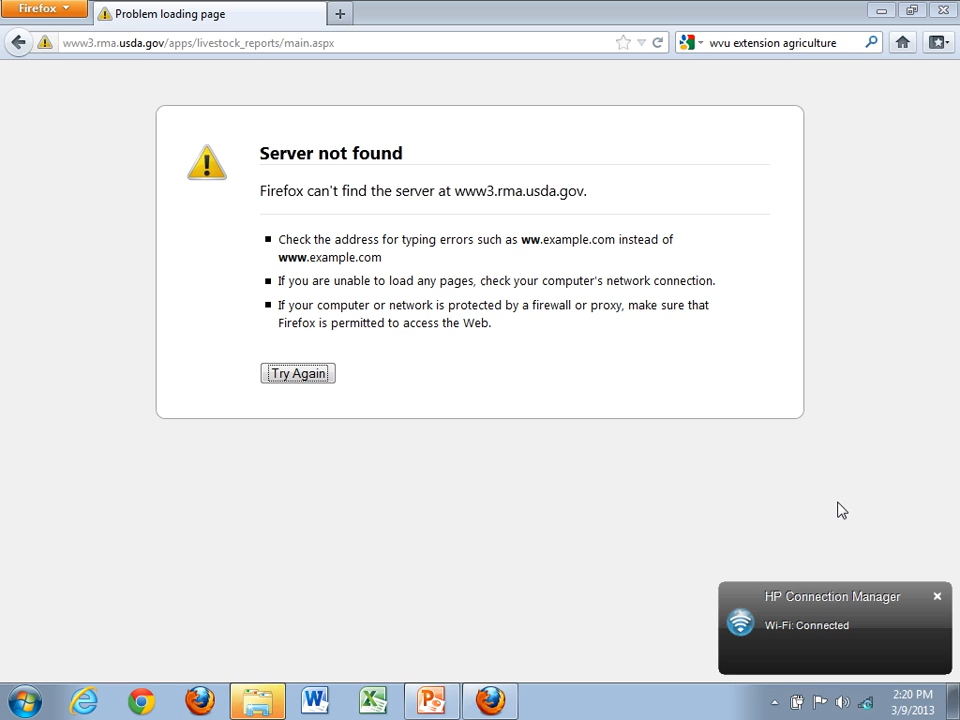 Firefox
Problem loading page
www3.rma.usda.gov/apps/livestock_reports/main.aspx
wvu extension agriculture
Server not found
Firefox can't find the server at www3.rma.usda.gov.
Check the address for typing errors such as ww.example.com instead of
www.example.com
If you are unable to load any pages, check your computer's network connection.
If your computer or network is protected by a firewall or proxy, make sure that
Firefox is permitted to access the Web.
Try Again
HP Connection Manager
Wi-Fi: Connected
2:20 PM
3/9/2013